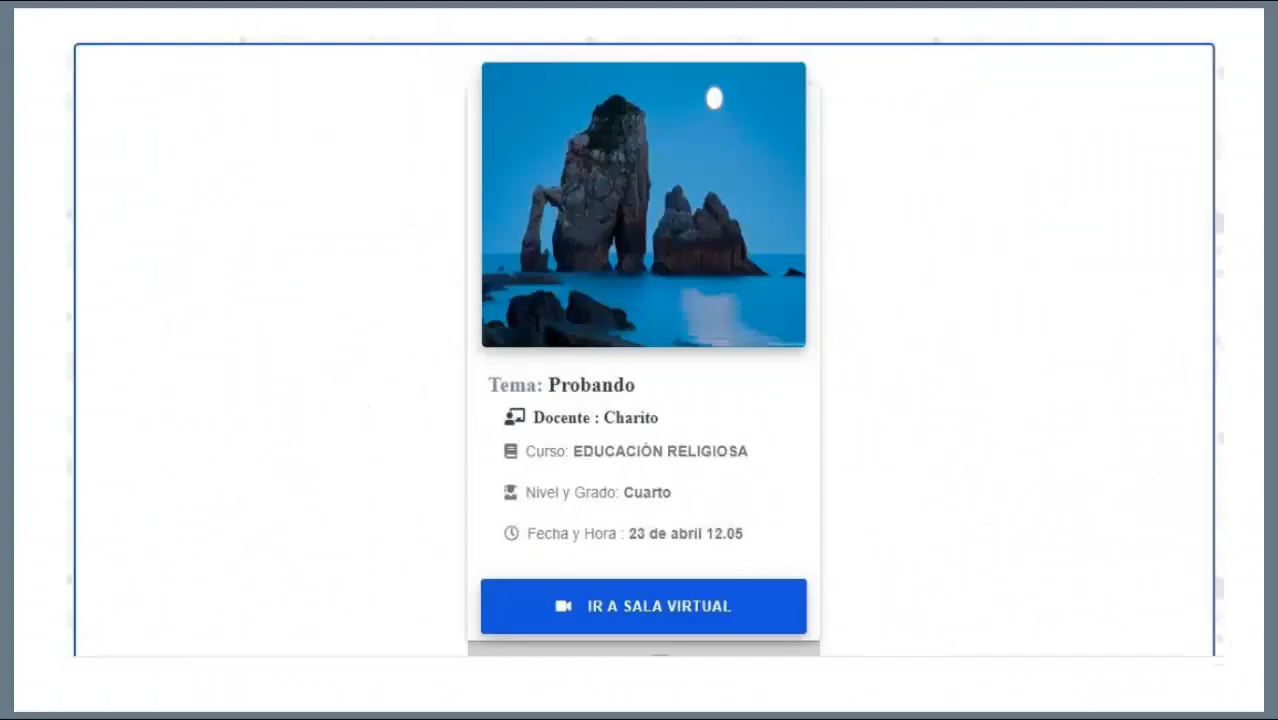 Tema: Probando
Docente : Charito
Curso: EDUCACIÓN RELIGIOSA
Nivel y Grado: Cuarto
Fecha y Hora : 23 de abril 12.05
IR A SALA VIRTUAL